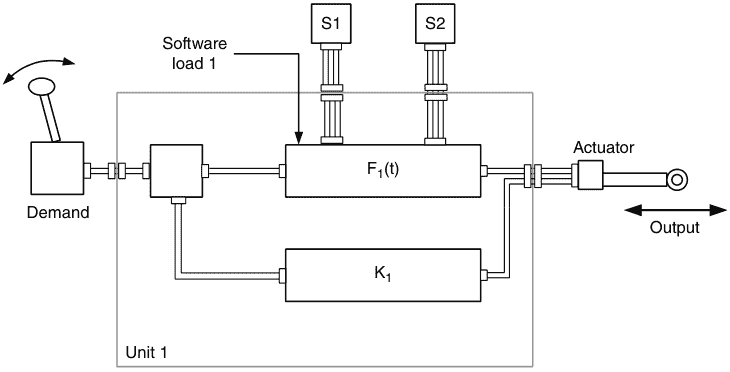 S1
S2
Software
load 1
F₁(t)
Actuator
Demand
Output
K₁
Unit 1